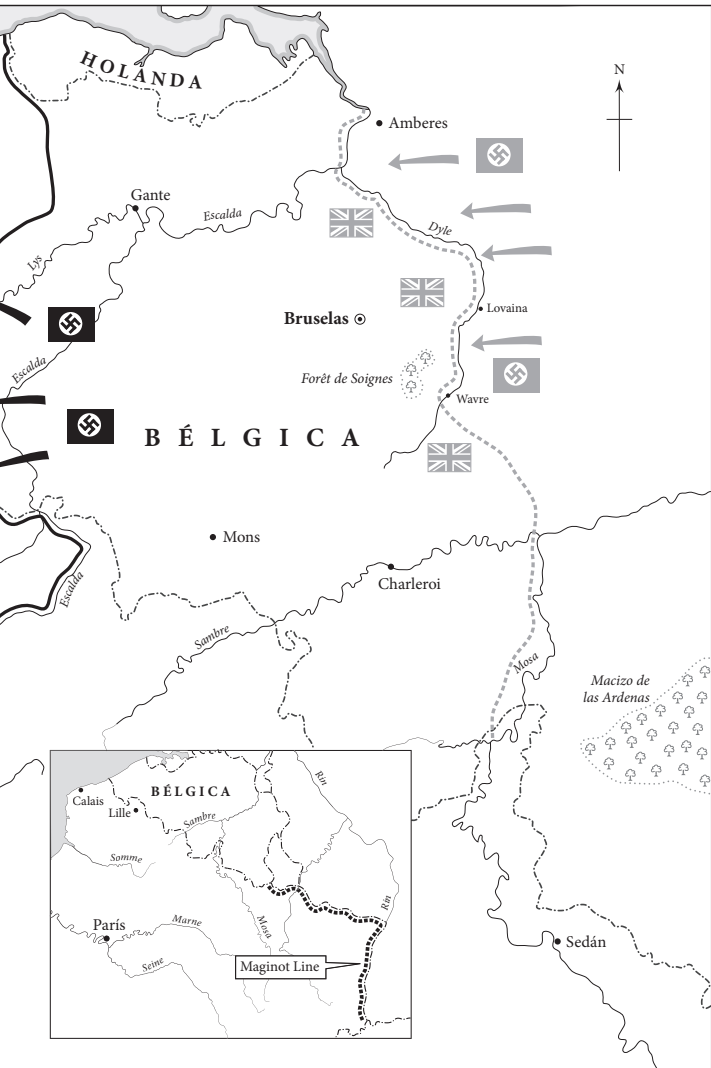 HOLANDA
N
Amberes
Gante
Escalda
Dyle
Lys
Lovaina
Bruselas
Escalda
Forêt de Soignes
Wavre
BÉLGICA
Mons
Charleroi
Escalda
Sambre
Mosa
Macizo de
las Ardenas
Rin
BÉLGICA
Calais
Lille
Sambre
Somme
Rin
París
Marne
Mosa
Seine
Maginot Line
Sedán